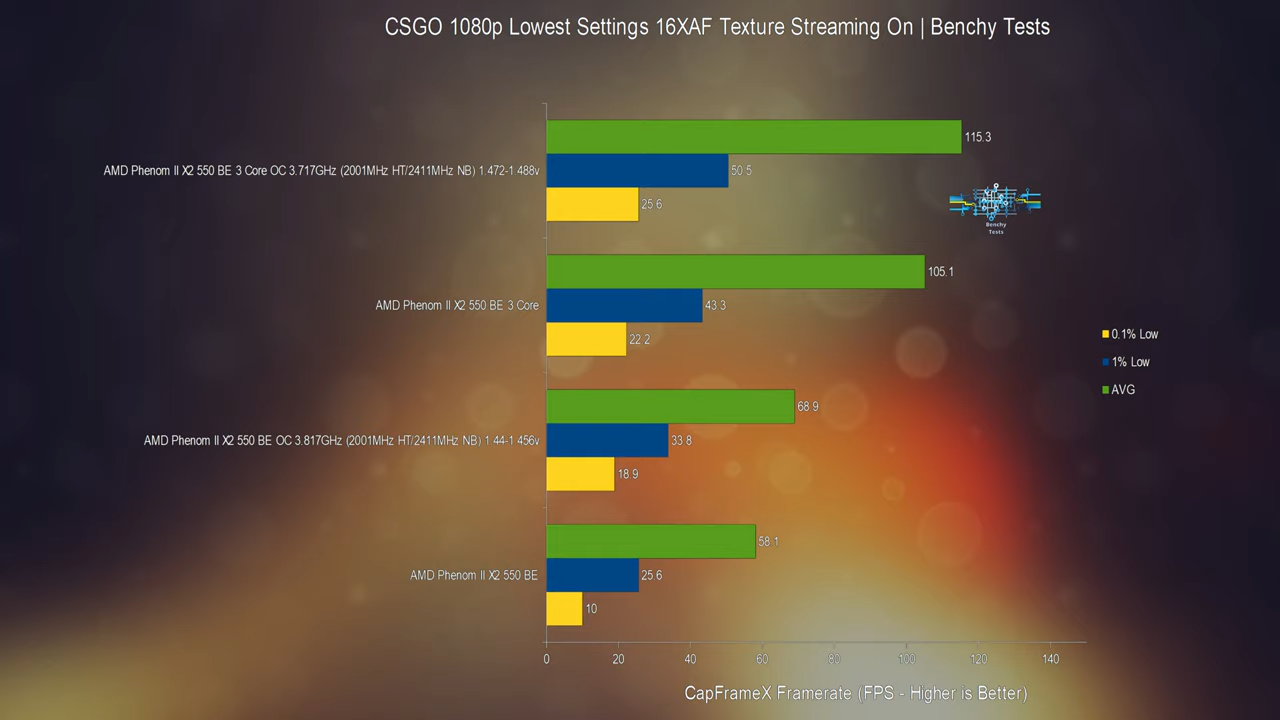 CSGO 1080p Lowest Settings 16XAF Texture Streaming On | Benchy Tests
115.3
AMD Phenom II X2 550 BE 3 Core OC 3.717GHz (2001MHz HT/2411MHz NB) 1.472-1.488v
50.5
25.6
Benchy
Tests
105.1
AMD Phenom II X2 550 BE 3 Core
43.3
22.2
0.1% Low
1% Low
AVG
68.9
AMD Phenom II X2 550 BE OC 3.817GHz (2001MHz HT/2411MHz NB) 1.44-1.456v
33.8
18.9
58.1
AMD Phenom II X2 550 BE
25.6
10
0 20 40 60 80 100 120 140
CapFrameX Framerate (FPS - Higher is Better)